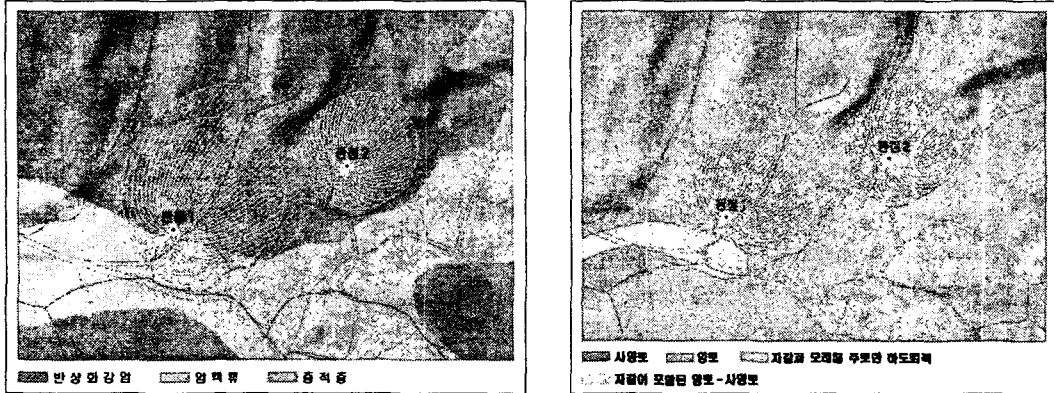 관정2
관정1
반상화강암 암맥류 충적층
관정2
관정1
사양토 양토 자갈과 모래를 주로한 하도퇴적
자갈이 포함된 양토-사양토